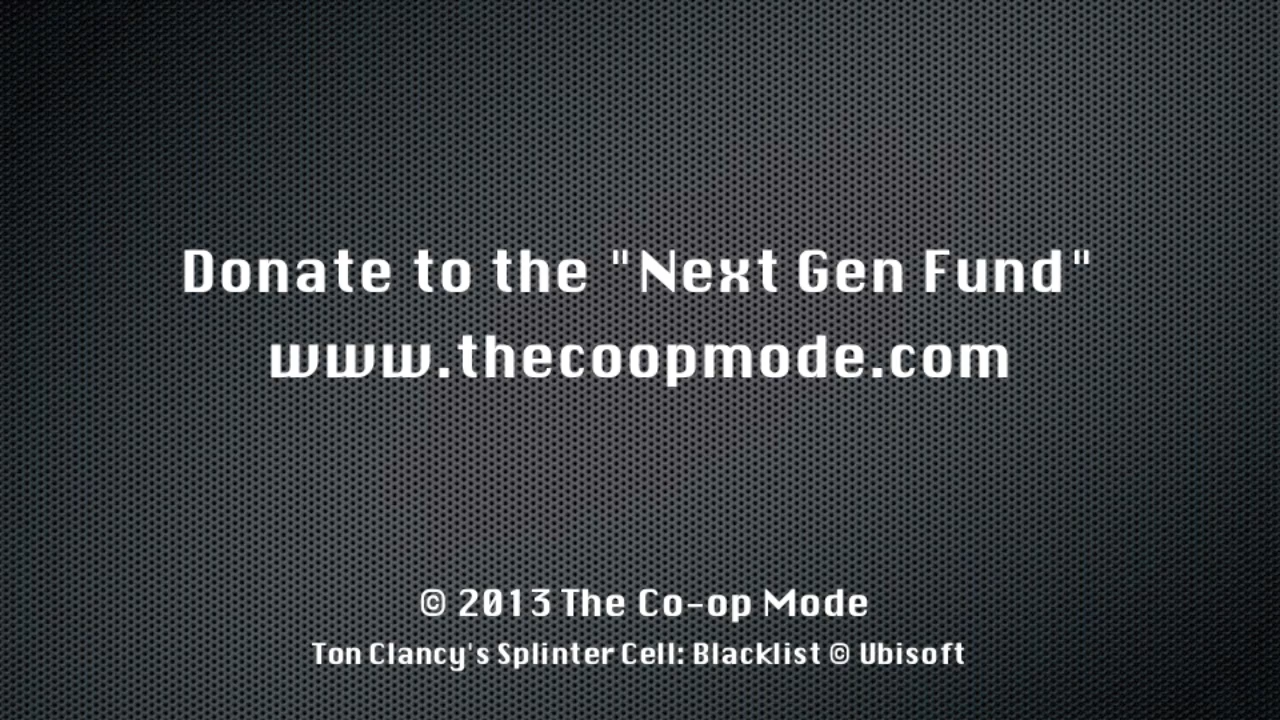 Donate to the "Next Gen Fund"
www.thecoopmode.com
© 2013 The Co-op Mode
Ton Clancy's Splinter Cell: Blacklist © Ubisoft